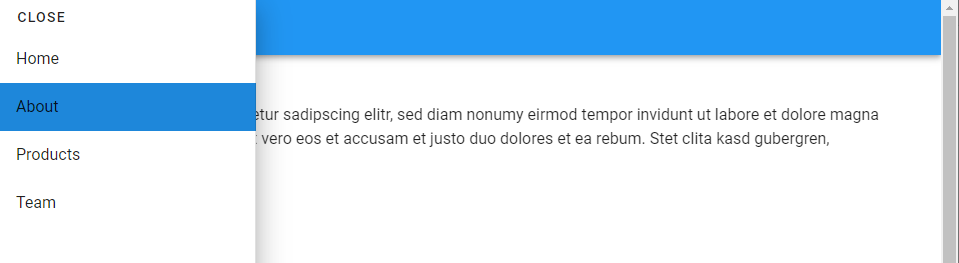 CLOSE
Home
About
Products
Team
sadipscing elitr, sed diam nonumy eirmod tempor invidunt ut labore et dolore magna
vero eos et accusam et justo duo dolores et ea rebum. Stet clita kasd gubergren,